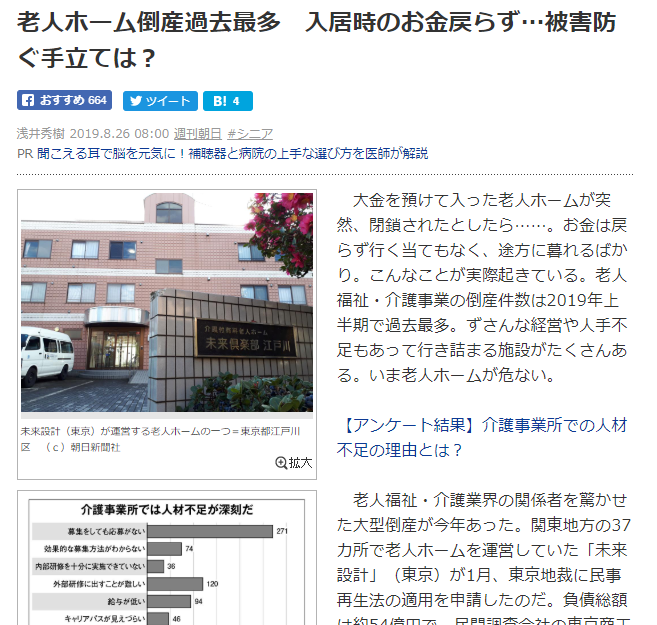 老人ホーム倒産過去最多　入居時のお金戻らず…被害防
ぐ手立ては？
おすすめ 664
ツイート
B! 4
浅井秀樹 2019.8.26 08:00 週刊朝日 #シニア
PR 聞こえる耳で脳を元気に！補聴器と病院の上手な選び方を医師が解説
介護付有料老人ホーム
未来倶楽部 江戸川
未来設計（東京）が運営する老人ホームの一つ＝東京都江戸川
区　（ｃ）朝日新聞社
拡大
介護事業所では人材不足が深刻だ
募集をしても応募がない 271
効果的な募集方法がわからない 74
内部研修を十分に実施できていない 36
外部研修に出すことが難しい 120
給与が低い 94
キャリアパスが見えづらい 46
　大金を預けて入った老人ホームが突
然、閉鎖されたとしたら……。お金は戻
らず行く当てもなく、途方に暮れるばか
り。こんなことが実際起きている。老人
福祉・介護事業の倒産件数は2019年上
半期で過去最多。ずさんな経営や人手不
足もあって行き詰まる施設がたくさんあ
る。いま老人ホームが危ない。
【アンケート結果】介護事業所での人材
不足の理由とは？
　老人福祉・介護業界の関係者を驚かせ
た大型倒産が今年あった。関東地方の37
カ所で老人ホームを運営していた「未来
設計」（東京）が1月、東京地裁に民事
再生法の適用を申請したのだ。負債総額
は約54億円で、民間調査会社の東京商工